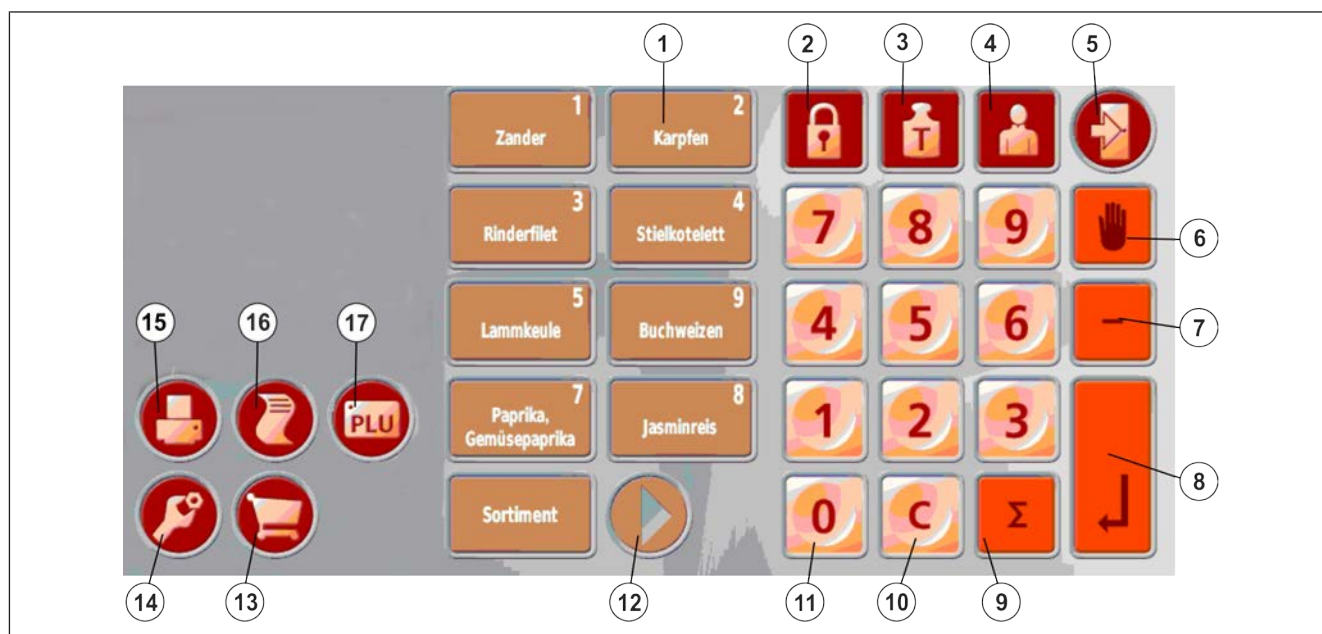 1 2 3 4 5
1 Zander
2 Karpfen
T
3 Rinderfilet
4 Stielkotelett
7 8 9
6
5 Lammkeule
9 Buchweizen
4 5 6
–
7
15 16 17
7 Paprika,
Gemüsepaprika
8 Jasminreis
1 2 3
PLU
8
Sortiment
0 C Σ
14 13 12 11 10 9